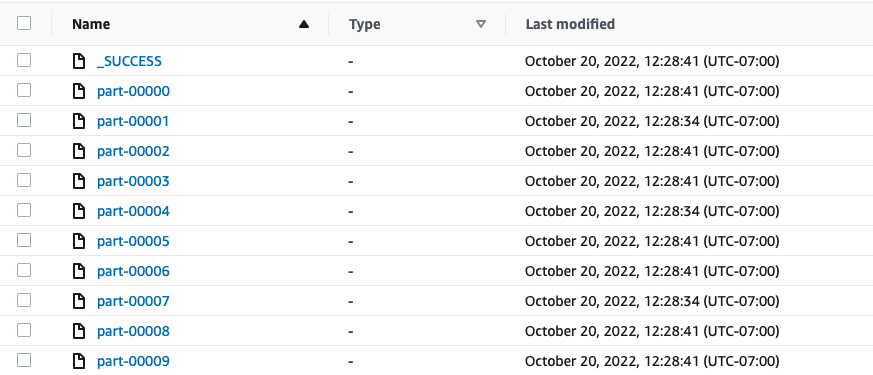 Name Type Last modified
_SUCCESS - October 20, 2022, 12:28:41 (UTC-07:00)
part-00000 - October 20, 2022, 12:28:41 (UTC-07:00)
part-00001 - October 20, 2022, 12:28:34 (UTC-07:00)
part-00002 - October 20, 2022, 12:28:41 (UTC-07:00)
part-00003 - October 20, 2022, 12:28:41 (UTC-07:00)
part-00004 - October 20, 2022, 12:28:34 (UTC-07:00)
part-00005 - October 20, 2022, 12:28:41 (UTC-07:00)
part-00006 - October 20, 2022, 12:28:41 (UTC-07:00)
part-00007 - October 20, 2022, 12:28:34 (UTC-07:00)
part-00008 - October 20, 2022, 12:28:41 (UTC-07:00)
part-00009 - October 20, 2022, 12:28:41 (UTC-07:00)